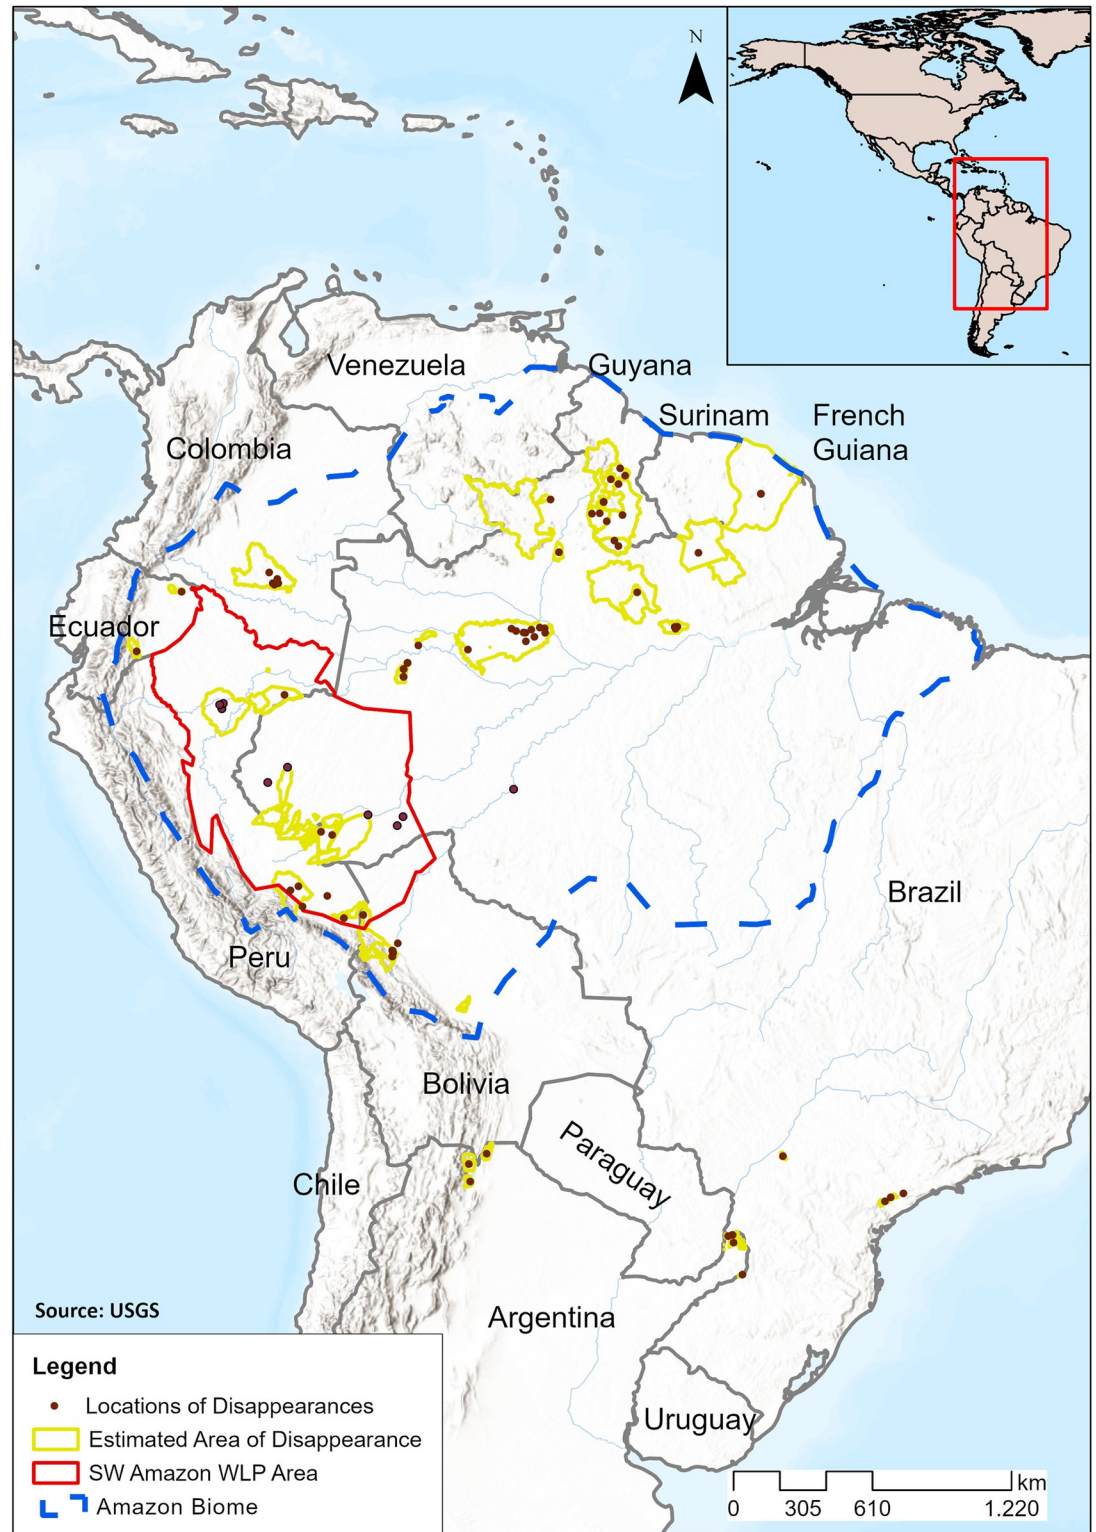 N
Venezuela
Guyana
Surinam
French
Guiana
Colombia
Ecuador
Brazil
Peru
Bolivia
Paraguay
Chile
Argentina
Uruguay
Source: USGS
Legend
Locations of Disappearances
Estimated Area of Disappearance
SW Amazon WLP Area
Amazon Biome
km
0 305 610 1.220